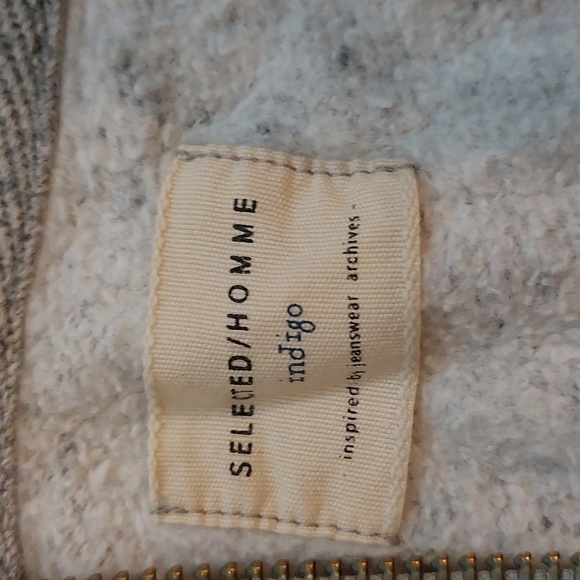 SELECTED/HOMME
indigo
inspired by jeanswear archives -